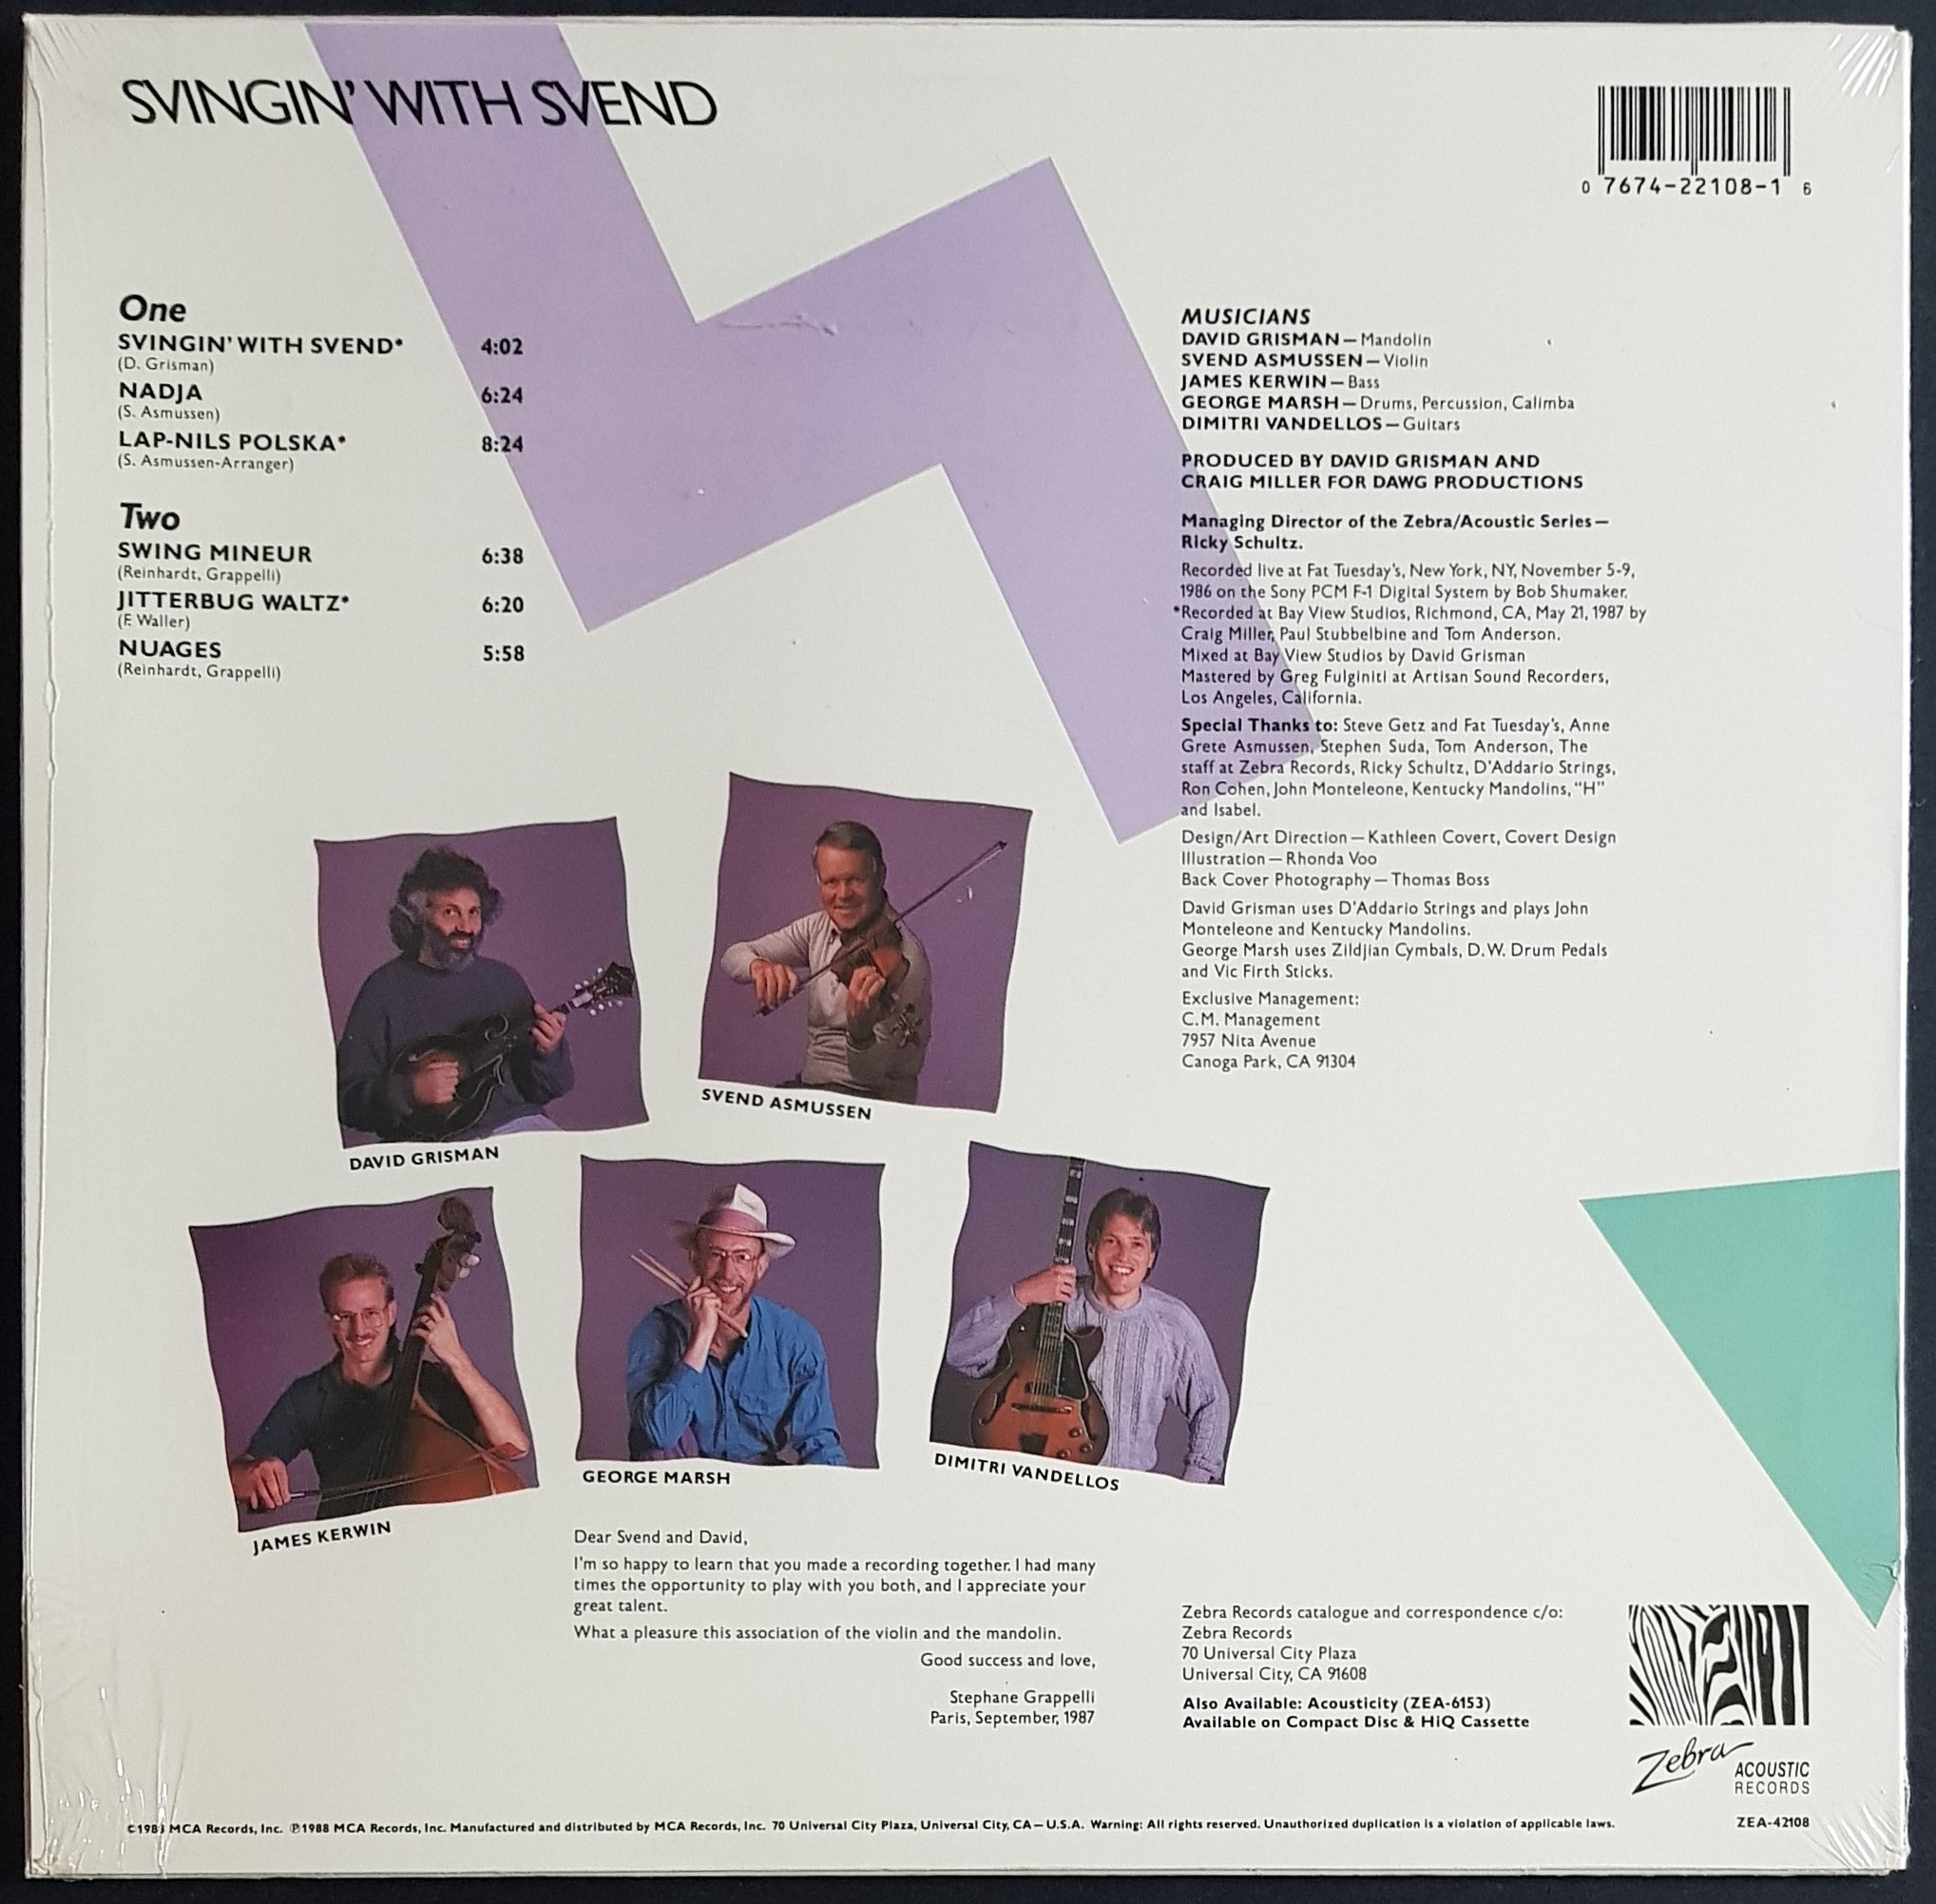 SVINGIN' WITH SVEND
0 7674-22108-1 6
One
SVINGIN' WITH SVEND* 4:02
(D. Grisman)
NADJA 6:24
(S. Asmussen)
LAP-NILS POLSKA* 8:24
(S. Asmussen-Arranger)
Two
SWING MINEUR 6:38
(Reinhardt, Grappelli)
JITTERBUG WALTZ* 6:20
(F. Waller)
NUAGES 5:58
(Reinhardt, Grappelli)
MUSICIANS
DAVID GRISMAN—Mandolin
SVEND ASMUSSEN—Violin
JAMES KERWIN—Bass
GEORGE MARSH—Drums, Percussion, Calimba
DIMITRI VANDELLOS—Guitars
PRODUCED BY DAVID GRISMAN AND
CRAIG MILLER FOR DAWG PRODUCTIONS
Managing Director of the Zebra/Acoustic Series—
Ricky Schultz.
Recorded live at Fat Tuesday's, New York, NY, November 5-9,
1986 on the Sony PCM F-1 Digital System by Bob Shumaker.
*Recorded at Bay View Studios, Richmond, CA, May 21, 1987 by
Craig Miller, Paul Stubbelbine and Tom Anderson.
Mixed at Bay View Studios by David Grisman
Mastered by Greg Fulginiti at Artisan Sound Recorders,
Los Angeles, California.
Special Thanks to: Steve Getz and Fat Tuesday's, Anne
Grete Asmussen, Stephen Suda, Tom Anderson, The
staff at Zebra Records, Ricky Schultz, D'Addario Strings,
Ron Cohen, John Monteleone, Kentucky Mandolins, "H"
and Isabel.
Design/Art Direction—Kathleen Covert, Covert Design
Illustration—Rhonda Voo
Back Cover Photography—Thomas Boss
David Grisman uses D'Addario Strings and plays John
Monteleone and Kentucky Mandolins.
George Marsh uses Zildjian Cymbals, D.W. Drum Pedals
and Vic Firth Sticks.
Exclusive Management:
C.M. Management
7957 Nita Avenue
Canoga Park, CA 91304
DAVID GRISMAN
SVEND ASMUSSEN
JAMES KERWIN
GEORGE MARSH
DIMITRI VANDELLOS
Dear Svend and David,
I'm so happy to learn that you made a recording together. I had many
times the opportunity to play with you both, and I appreciate your
great talent.
What a pleasure this association of the violin and the mandolin.
Good success and love,
Stephane Grappelli
Paris, September, 1987
Zebra Records catalogue and correspondence c/o:
Zebra Records
70 Universal City Plaza
Universal City, CA 91608
Also Available: Acousticity (ZEA-6153)
Available on Compact Disc & HiQ Cassette
Zebra ACOUSTIC
RECORDS
MCA Records, Inc. ℗1988 MCA Records, Inc. Manufactured and distributed by MCA Records, Inc. 70 Universal City Plaza, Universal City, CA—U.S.A. Warning: All rights reserved. Unauthorized duplication is a violation of applicable laws.
ZEA-42108